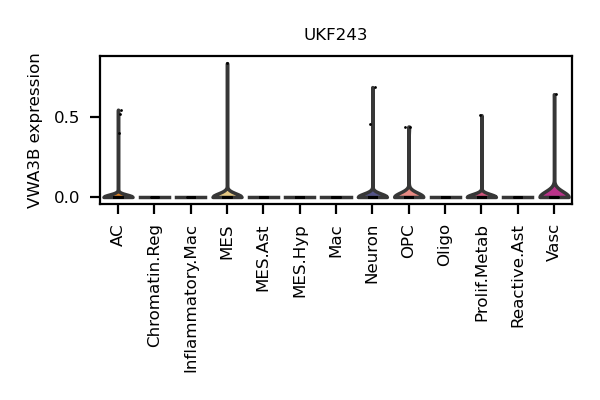 UKF243
VWA3B expression
0.5
0.0
AC
Chromatin.Reg
Inflammatory.Mac
MES
MES.Ast
MES.Hyp
Mac
Neuron
OPC
Oligo
Prolif.Metab
Reactive.Ast
Vasc